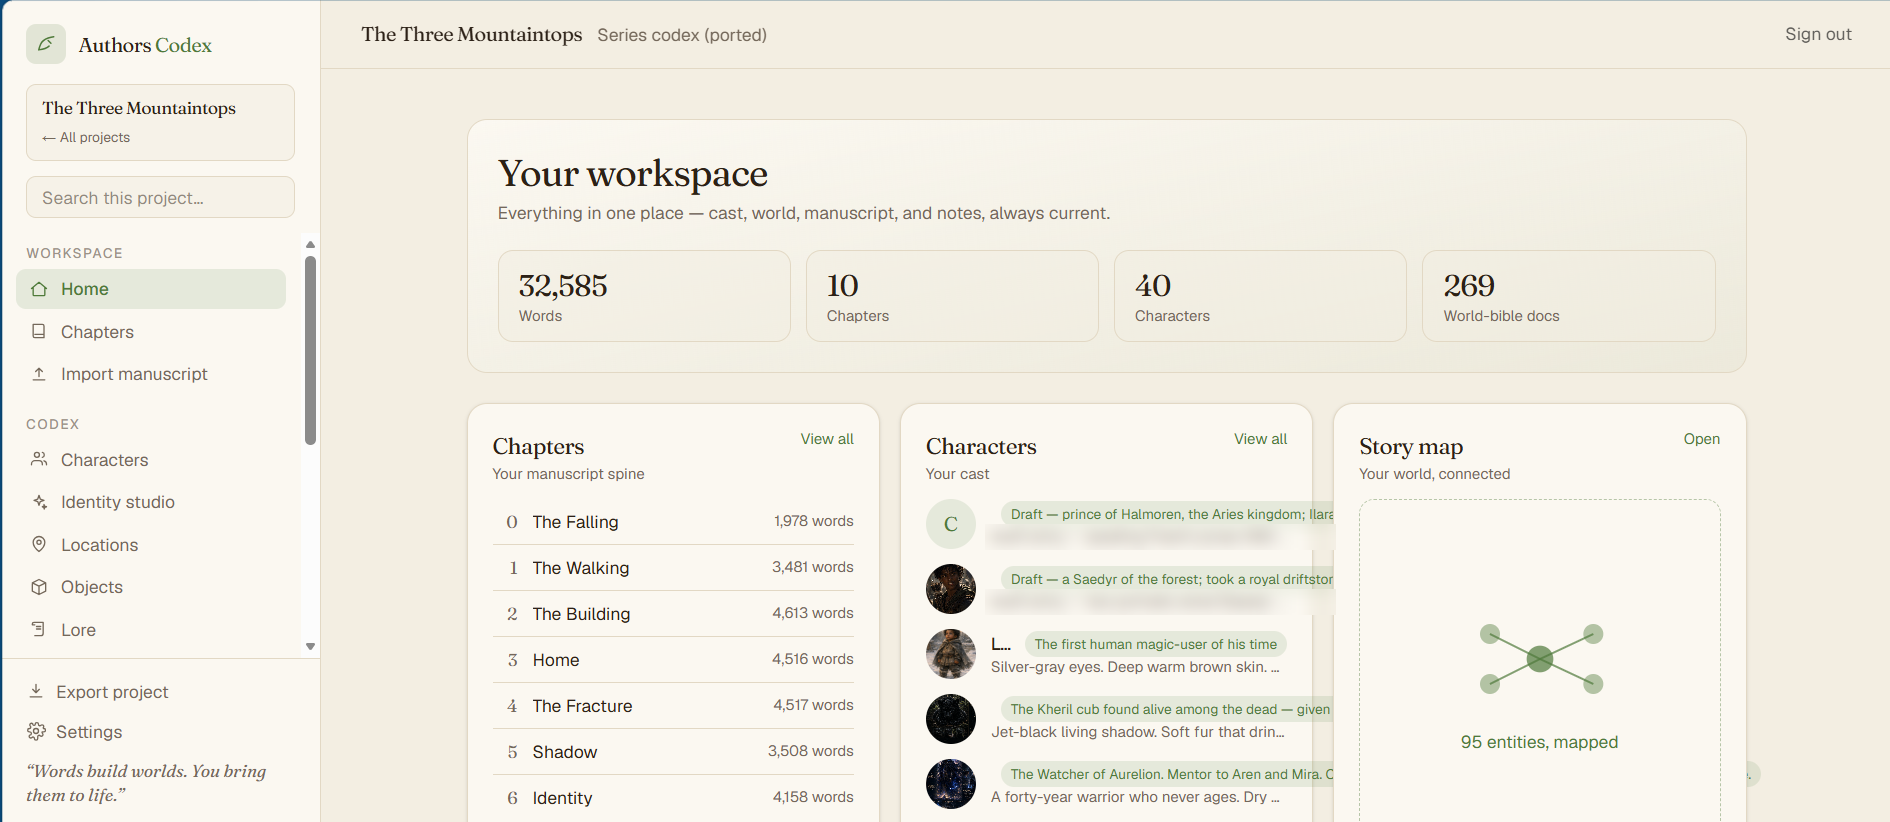 Authors Codex
The Three Mountaintops
← All projects
Search this project...
WORKSPACE
Home
Chapters
Import manuscript
CODEX
Characters
Identity studio
Locations
Objects
Lore
Export project
Settings
“Words build worlds. You bring
them to life.”
The Three Mountaintops Series codex (ported)
Sign out
Your workspace
Everything in one place — cast, world, manuscript, and notes, always current.
32,585
Words
10
Chapters
40
Characters
269
World-bible docs
Chapters
View all
Your manuscript spine
0 The Falling 1,978 words
1 The Walking 3,481 words
2 The Building 4,613 words
3 Home 4,516 words
4 The Fracture 4,517 words
5 Shadow 3,508 words
6 Identity 4,158 words
Characters
View all
Your cast
C
Draft — prince of Halmoren, the Aries kingdom; Ilara
Draft — a Saedyr of the forest; took a royal driftstor
L... The first human magic-user of his time
Silver-gray eyes. Deep warm brown skin. ...
The Kheril cub found alive among the dead — given
Jet-black living shadow. Soft fur that drin...
The Watcher of Aurelion. Mentor to Aren and Mira. C
A forty-year warrior who never ages. Dry ...
Story map
Open
Your world, connected
95 entities, mapped